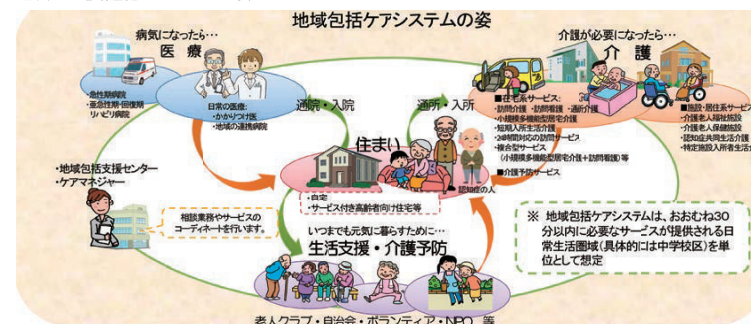 地域包括ケアシステムの姿
病気になったら…
医療
・急性期病院
・亜急性期・回復期
リハビリ病院
日常の医療:
・かかりつけ医
・地域の連携病院
通院・入院
通所・入所
介護が必要になったら…
介護
■在宅系サービス:
・訪問介護 ・訪問看護 ・通所介護
・小規模多機能型居宅介護
・短期入所生活介護
・24時間対応の訪問サービス
・複合型サービス
(小規模多機能型居宅介護+訪問看護)等
■介護予防サービス
■施設・居住系サービス
・介護老人福祉施設
・介護老人保健施設
・認知症共同生活介護
・特定施設入所者生活介
住まい
認知症の人
・自宅
・サービス付き高齢者向け住宅等
・地域包括支援センター
・ケアマネジャー
相談業務やサービスの
コーディネートを行います。
いつまでも元気に暮らすために…
生活支援・介護予防
老人クラブ・自治会・ボランティア・NPO 等
※ 地域包括ケアシステムは、おおむね30
分以内に必要なサービスが提供される日
常生活圏域(具体的には中学校区)を単
位として想定